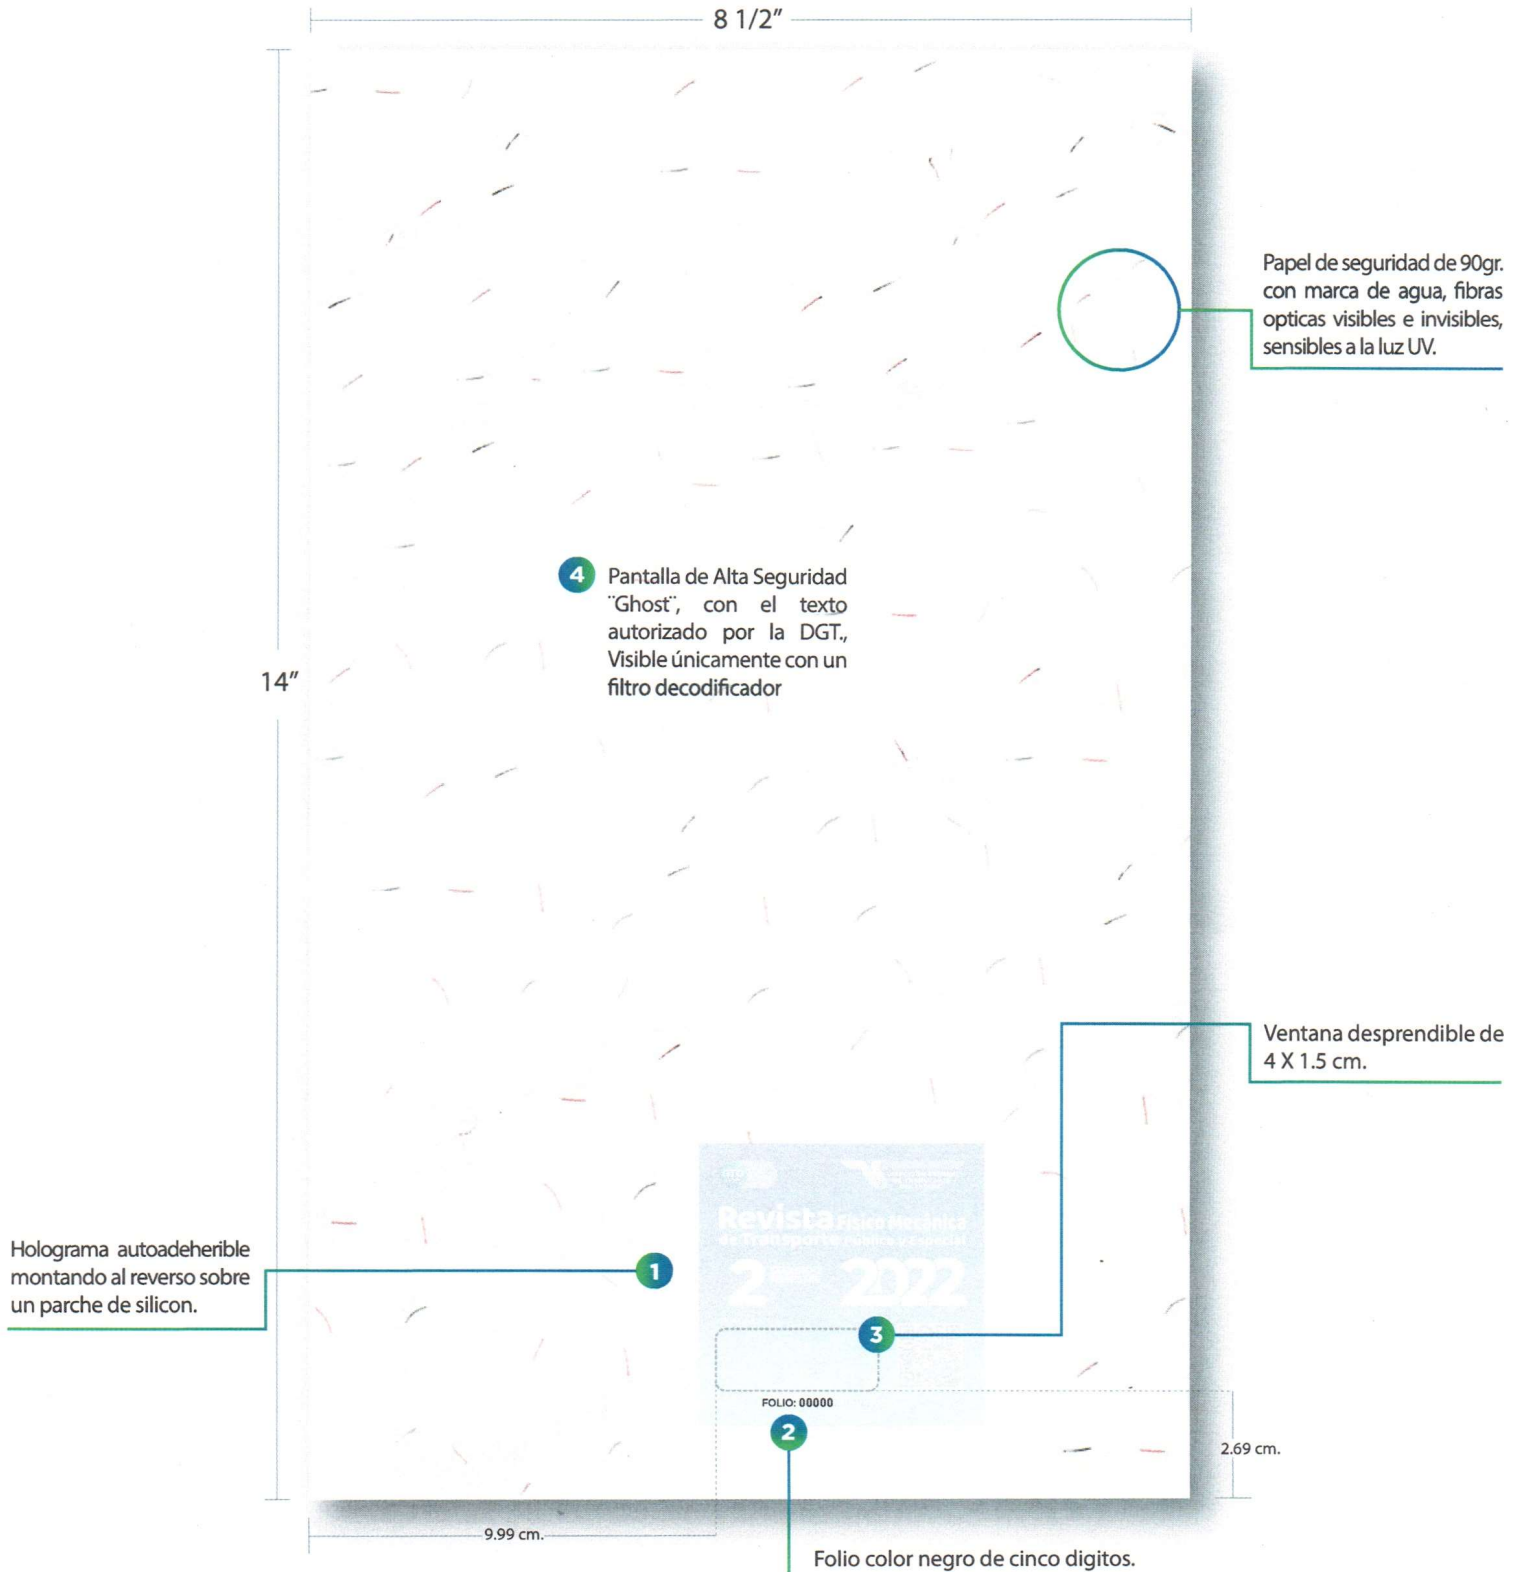 8 1/2"
Papel de seguridad de 90gr.
con marca de agua, fibras
opticas visibles e invisibles,
sensibles a la luz UV.
4
Pantalla de Alta Seguridad
¨Ghost¨, con el texto
autorizado por la DGT.,
Visible únicamente con un
filtro decodificador
14"
Ventana desprendible de
4 X 1.5 cm.
Revista Físico Mecánica
de Transporte Público y Especial
2 2022
Holograma autoadeherible
montando al reverso sobre
un parche de silicon.
1
3
FOLIO: 00000
2
2.69 cm.
9.99 cm.
Folio color negro de cinco digitos.